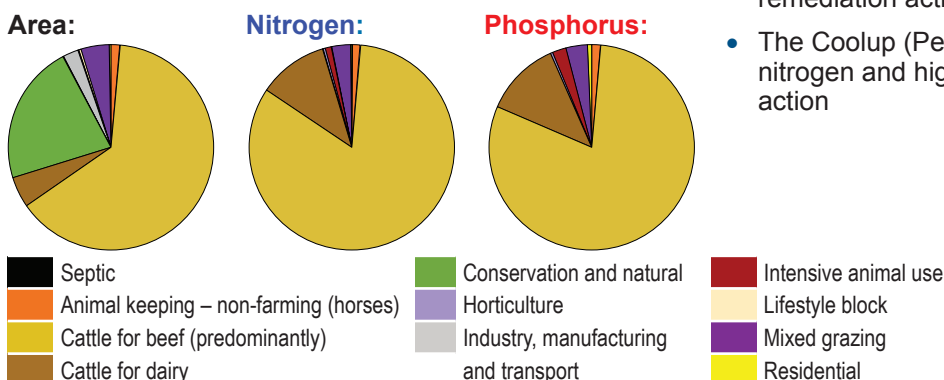 Area:
Nitrogen:
Phosphorus:
• The Coolup (Pe
nitrogen and hig
action
Septic
Animal keeping – non-farming (horses)
Cattle for beef (predominantly)
Cattle for dairy
Conservation and natural
Horticulture
Industry, manufacturing
and transport
Intensive animal use
Lifestyle block
Mixed grazing
Residential